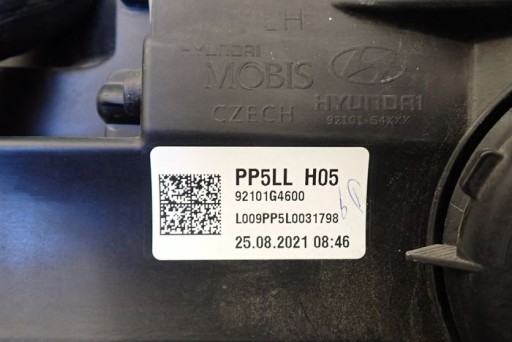 LH
HYUNDAI
MOBIS
CZECH
HYUNDAI
92101-G4XXX
PP5LL H05
92101G4600
L009PP5L0031798
25.08.2021 08:46